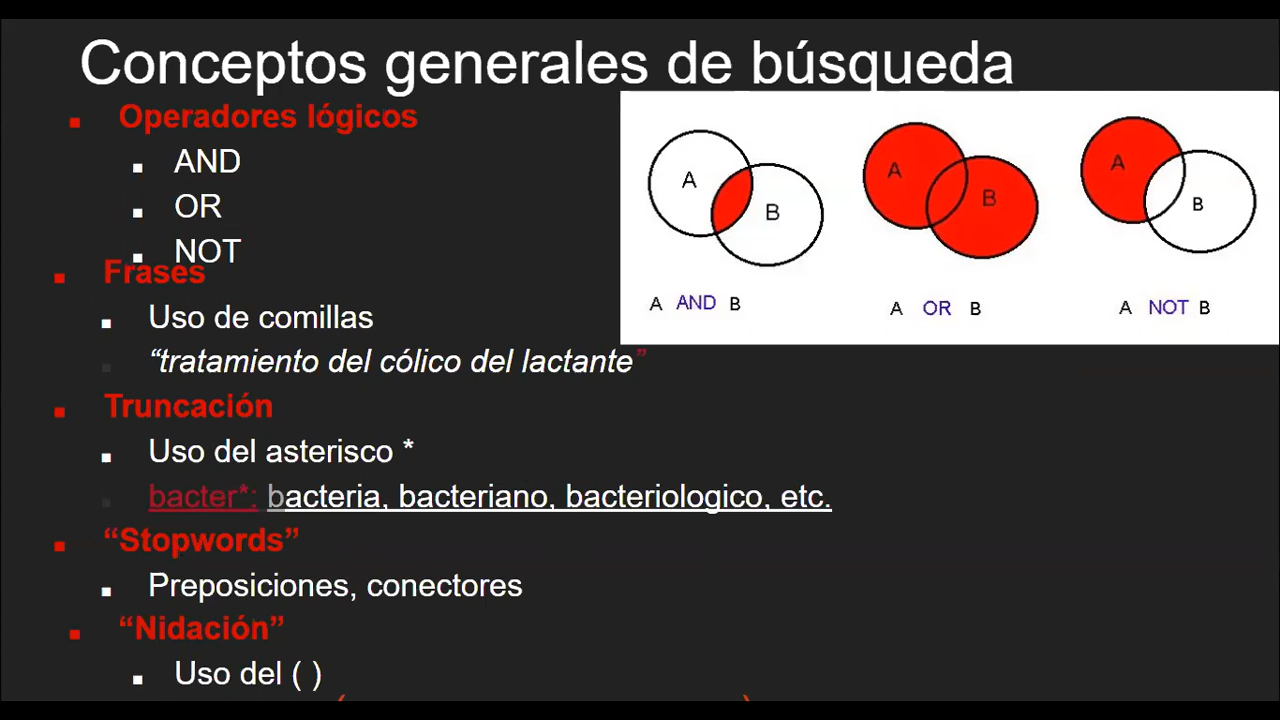 Conceptos generales de búsqueda
Operadores lógicos
AND
OR
NOT
Frases
Uso de comillas
“tratamiento del cólico del lactante”
Truncación
Uso del asterisco *
bacter*: bacteria, bacteriano, bacteriologico, etc.
“Stopwords”
Preposiciones, conectores
“Nidación”
Uso del ( )
A
B
A AND B
A
B
A OR B
A
B
A NOT B